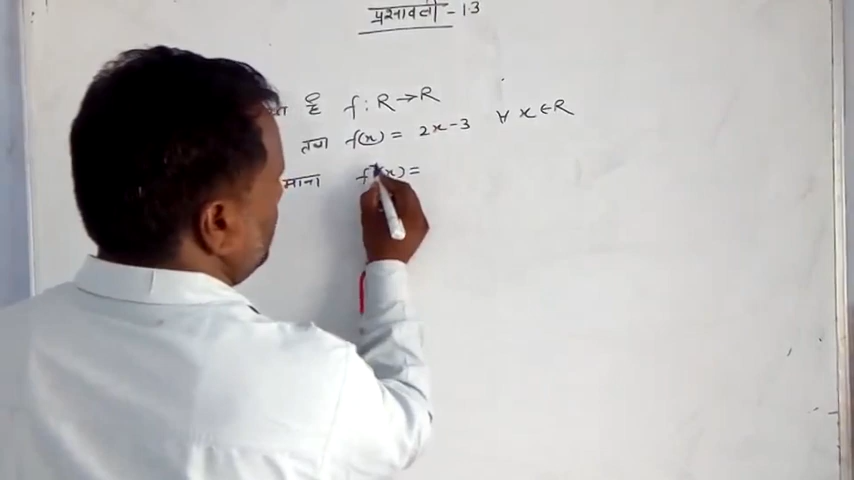 प्रश्नावली - 1.3
है f : R → R
तथा f(x) = 2x - 3 ∀ x ∈ R
माना f(x) =